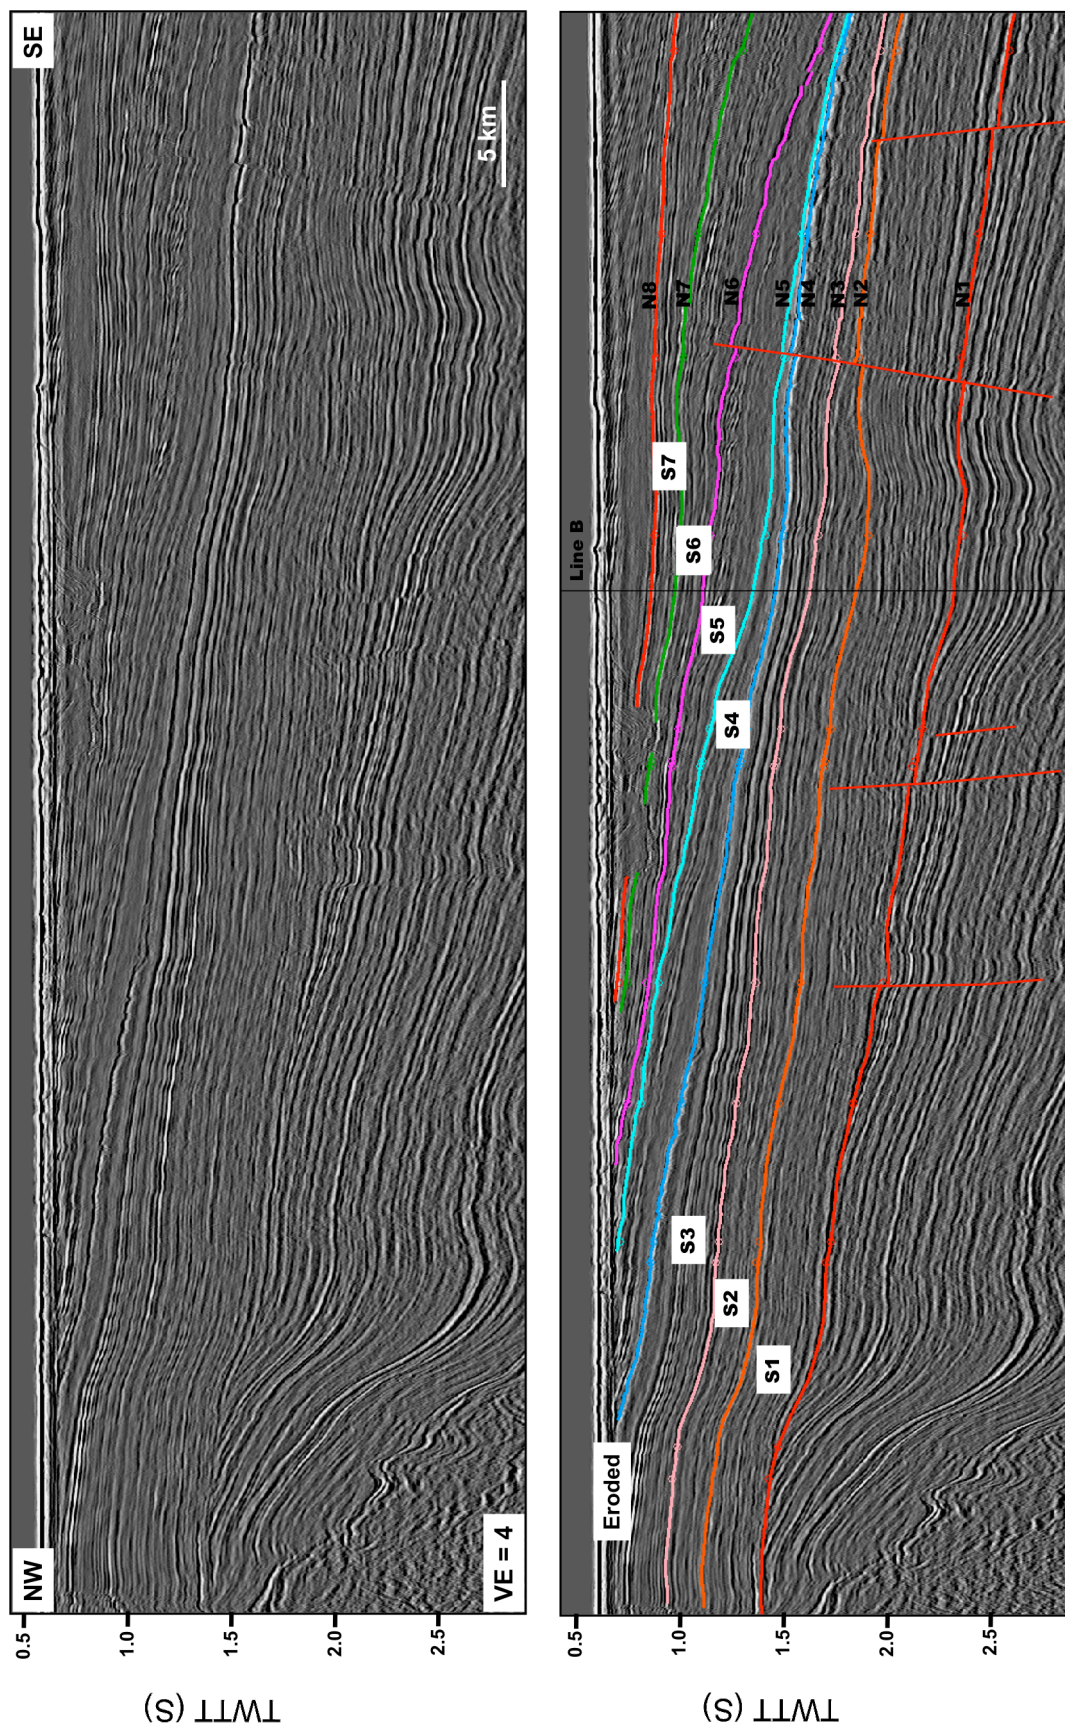 NW
SE
0.5
1.0
1.5
2.0
2.5
TWTT (S)
VE = 4
5 km
Line B
Eroded
0.5
1.0
1.5
2.0
2.5
TWTT (S)
S1
S2
S3
S4
S5
S6
S7
N8
N7
N6
N5
N4
N3
N2
N1